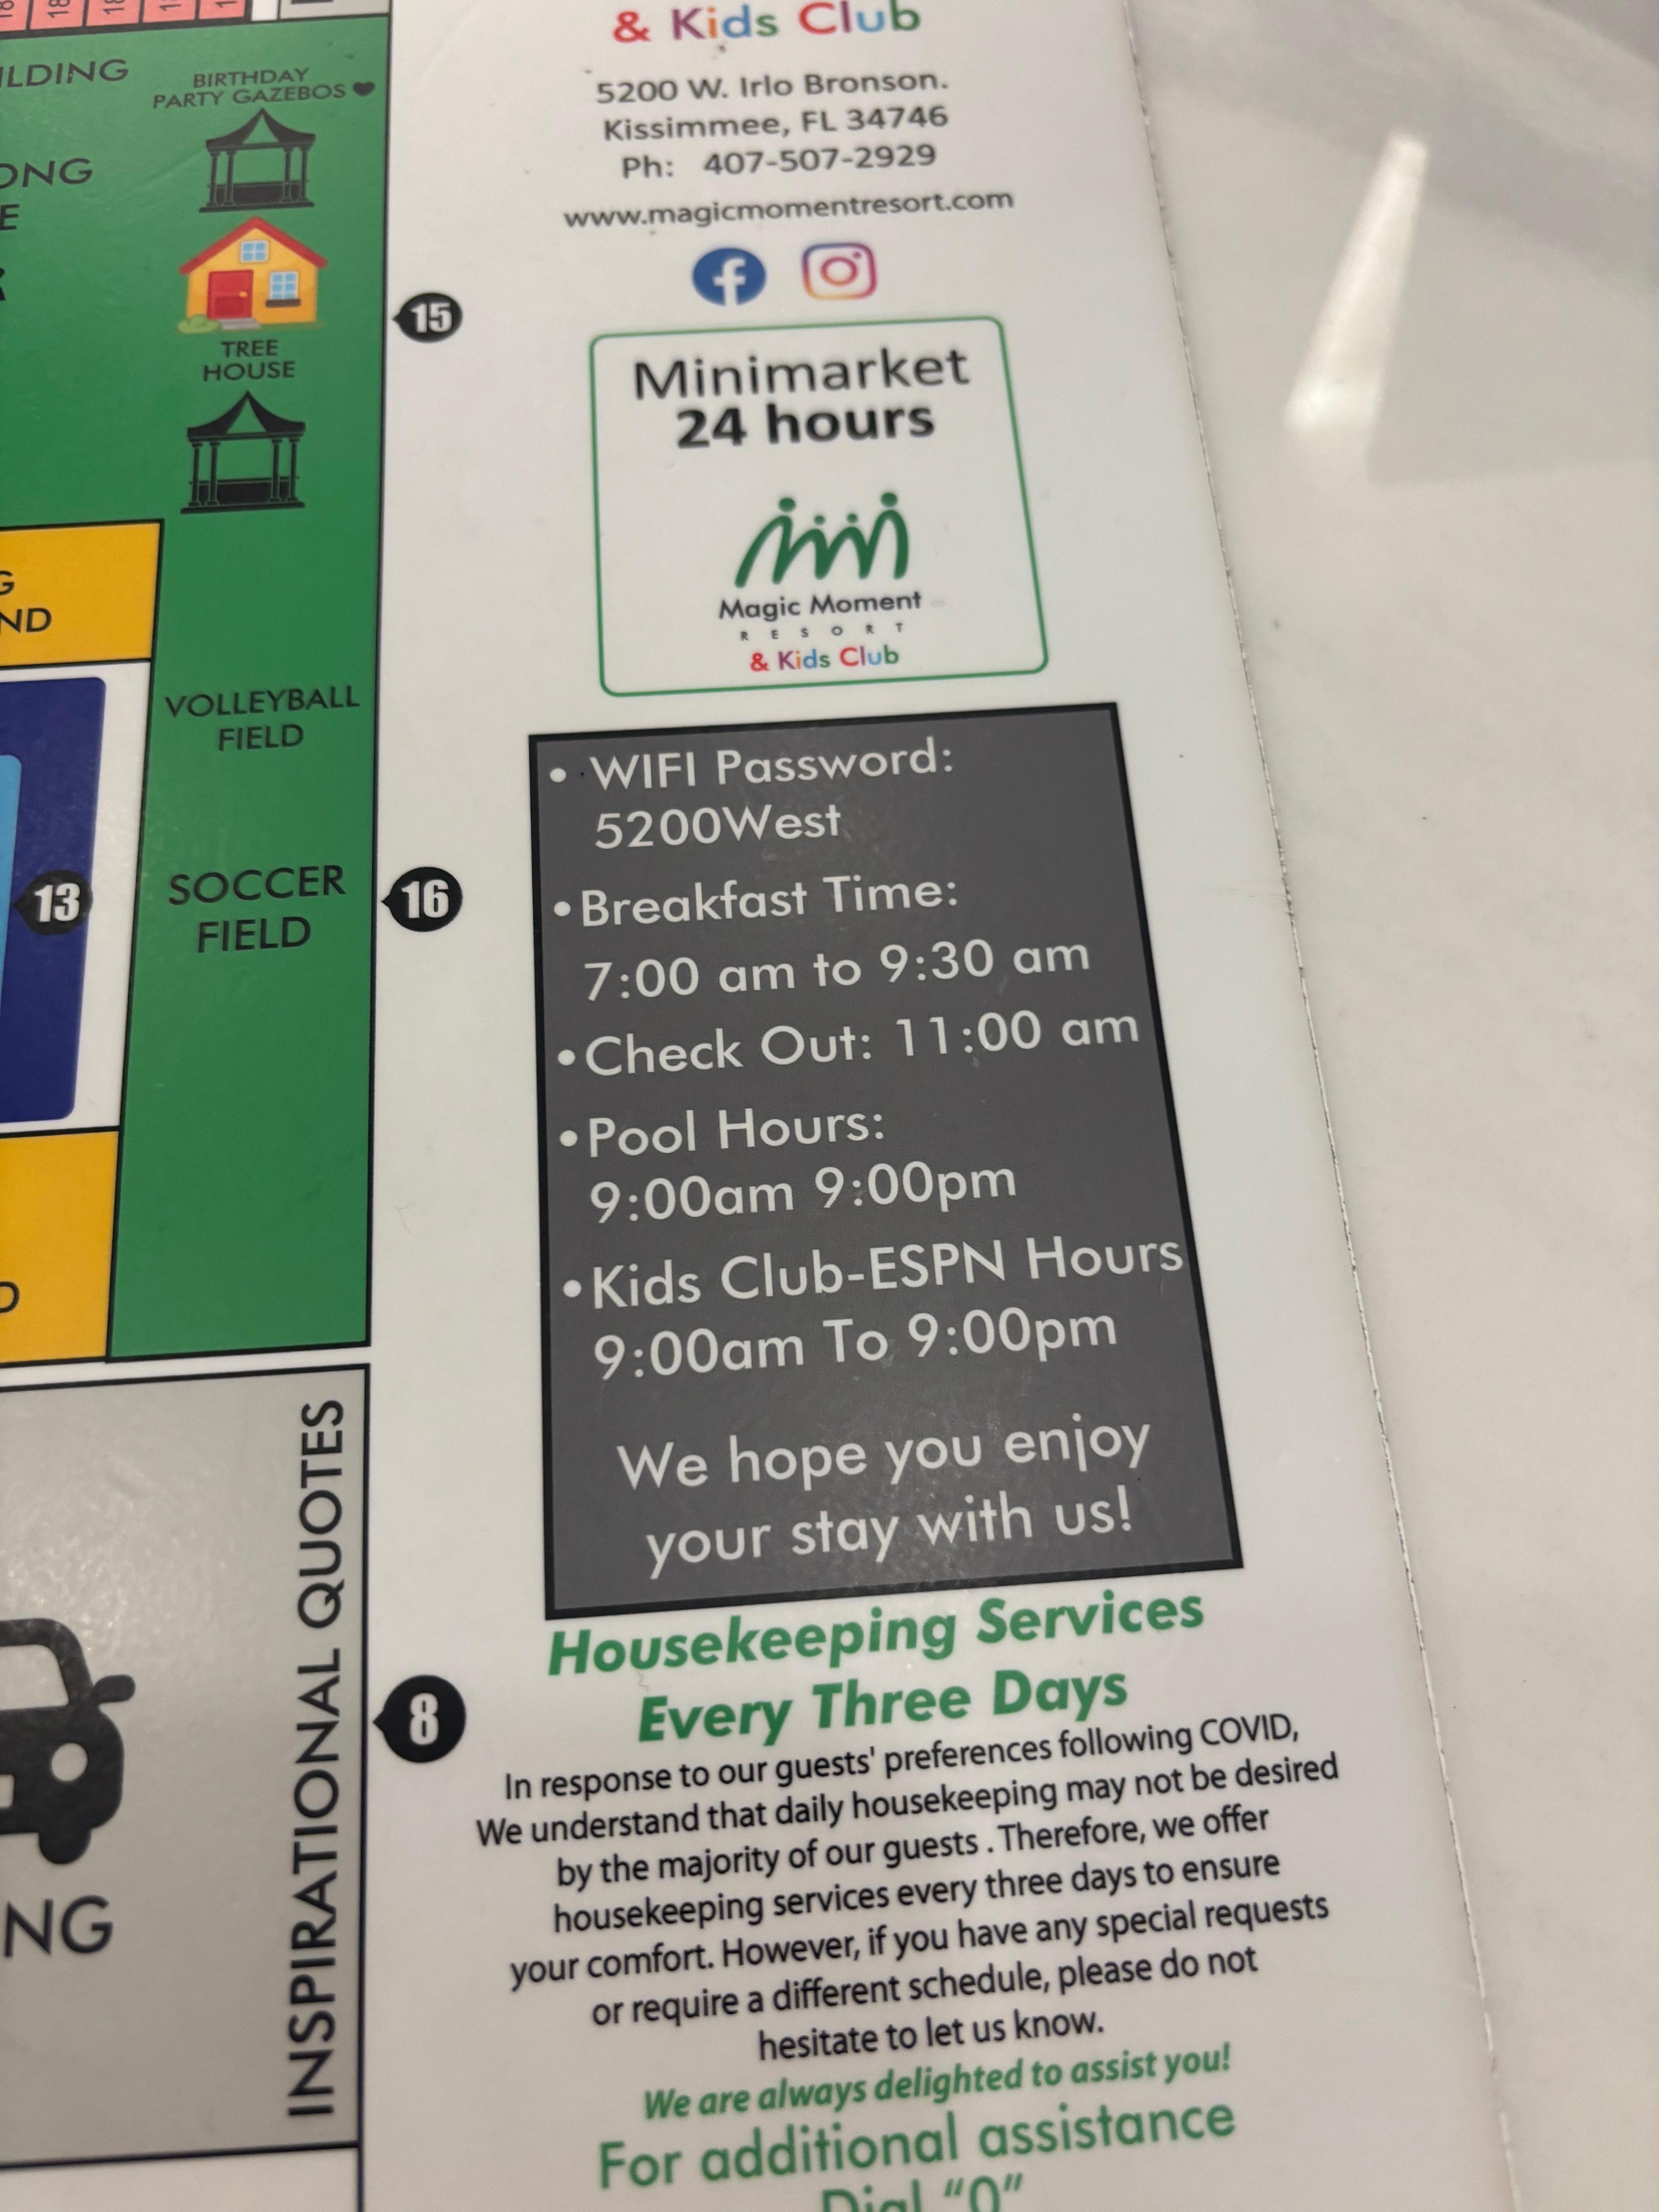 & Kids Club
5200 W. Irlo Bronson.
Kissimmee, FL 34746
Ph: 407-507-2929
www.magicmomentresort.com
Minimarket
24 hours
Magic Moment
RESORT
& Kids Club
• WIFI Password:
5200West
• Breakfast Time:
7:00 am to 9:30 am
• Check Out: 11:00 am
• Pool Hours:
9:00am 9:00pm
• Kids Club-ESPN Hours
9:00am To 9:00pm
We hope you enjoy
your stay with us!
Housekeeping Services
Every Three Days
In response to our guests' preferences following COVID,
We understand that daily housekeeping may not be desired
by the majority of our guests . Therefore, we offer
housekeeping services every three days to ensure
your comfort. However, if you have any special requests
or require a different schedule, please do not
hesitate to let us know.
We are always delighted to assist you!
For additional assistance
Dial "0"
BIRTHDAY
PARTY GAZEBOS
TREE
HOUSE
15
VOLLEYBALL
FIELD
SOCCER
FIELD
13
16
INSPIRATIONAL QUOTES
8